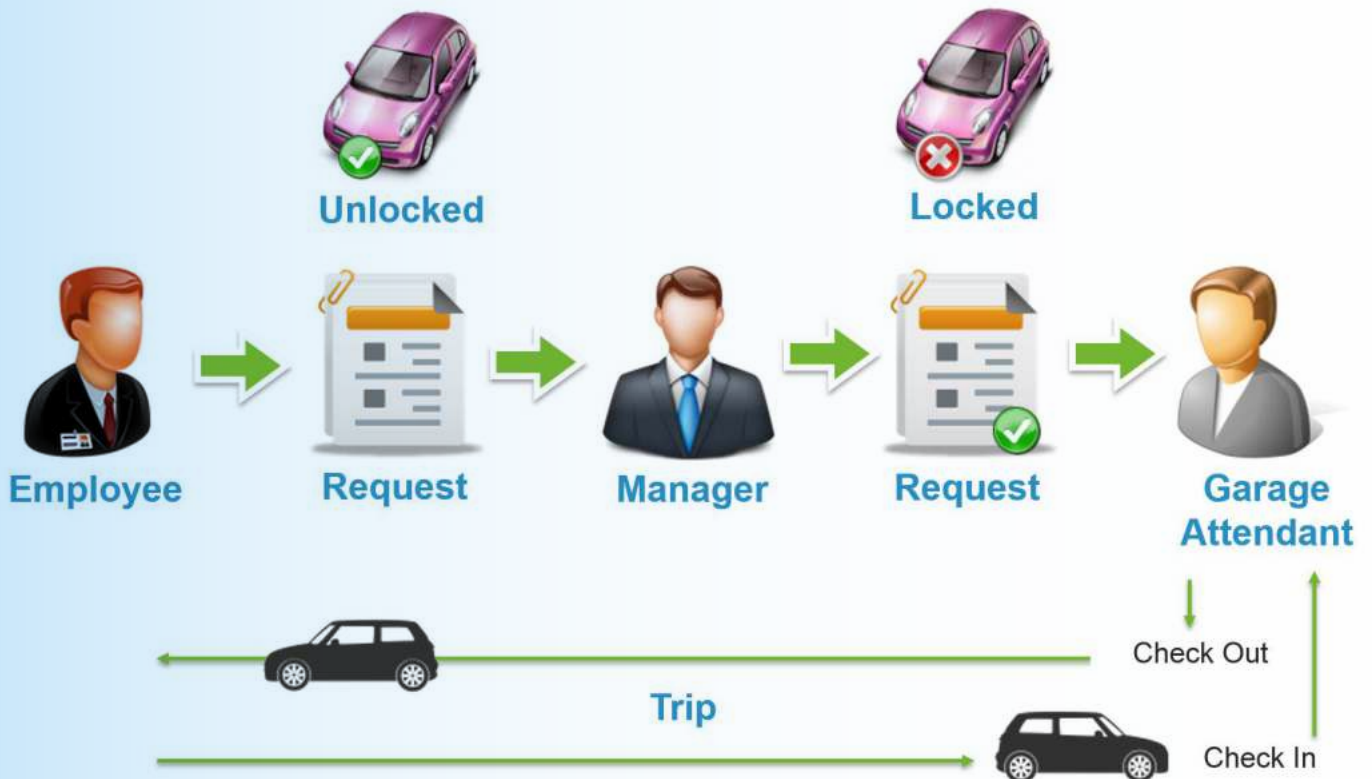 Unlocked
Locked
Employee
Request
Manager
Request
Garage
Attendant
Check Out
Trip
Check In